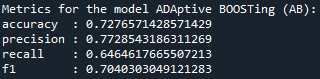 Metrics for the model ADAptive BOOSTing (AB):
accuracy : 0.7276571428571429
precision : 0.7728543186311269
recall : 0.6464617665507213
f1 : 0.7040303049121283